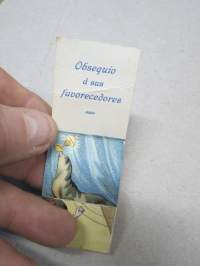 Obsequio
á sus
favorecedores